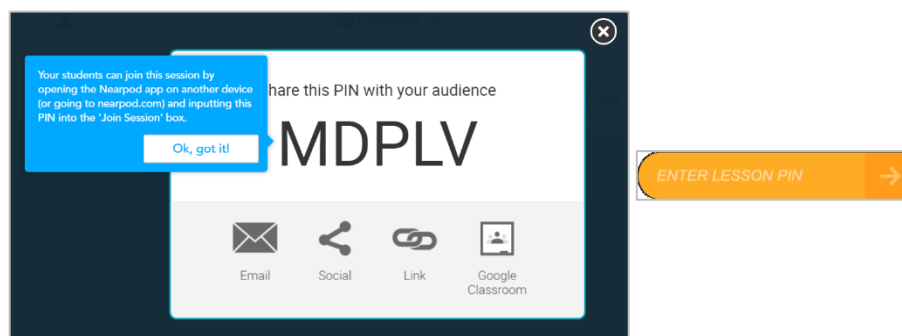 Your students can join this session by
opening the Nearpod app on another device
(or going to nearpod.com) and inputting this
PIN into the 'Join Session' box.
Ok, got it!
hare this PIN with your audience
MDPLV
Email
Social
Link
Google
Classroom
ENTER LESSON PIN